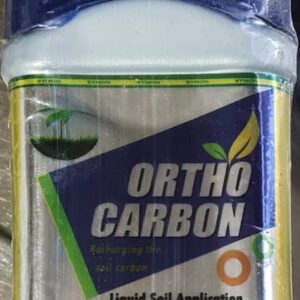 ORTHO
CARBON
Recharging the
soil carbon
Liquid Soil Application